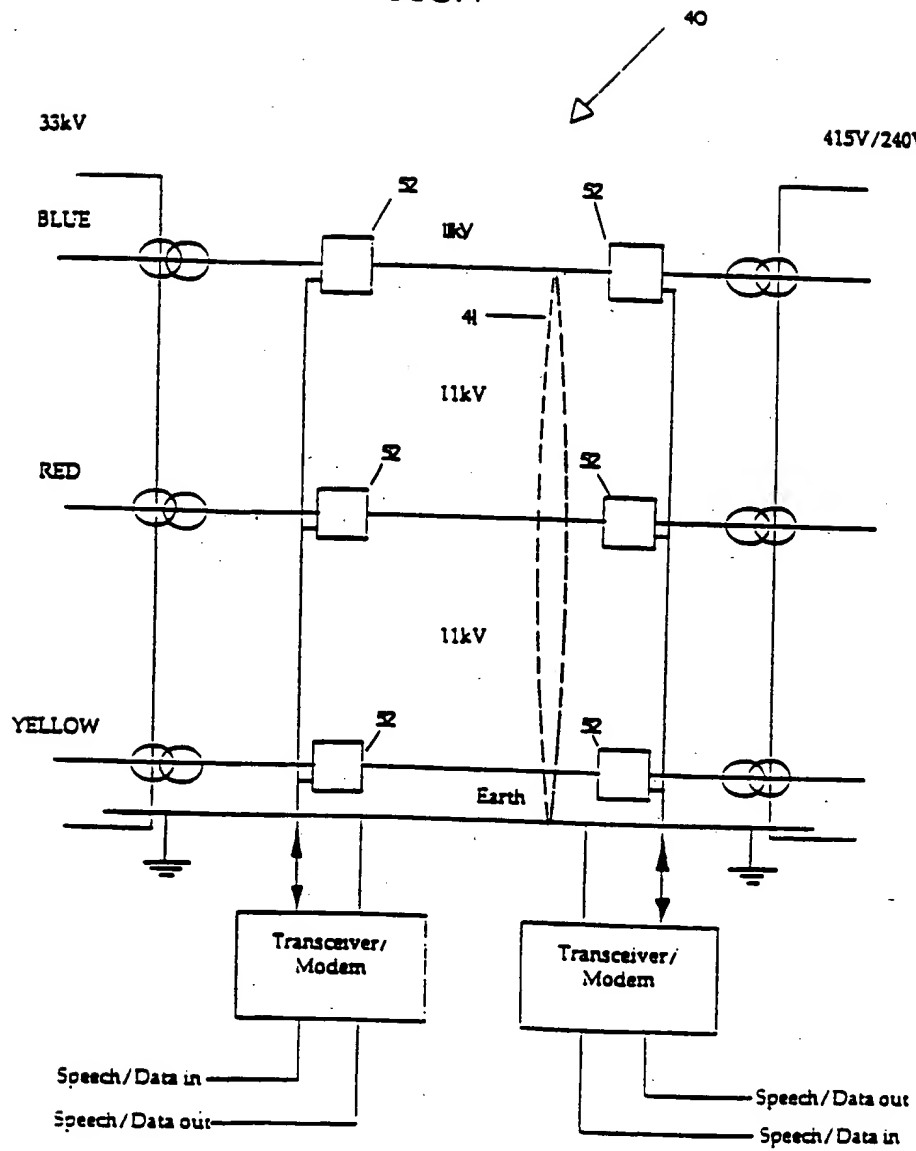 40
33kV
415V/240V
52
52
BLUE
11kV
41
11kV
RED
52
52
11kV
YELLOW
52
52
Earth
Transceiver/
Modem
Transceiver/
Modem
Speech/Data in
Speech/Data out
Speech/Data out
Speech/Data in